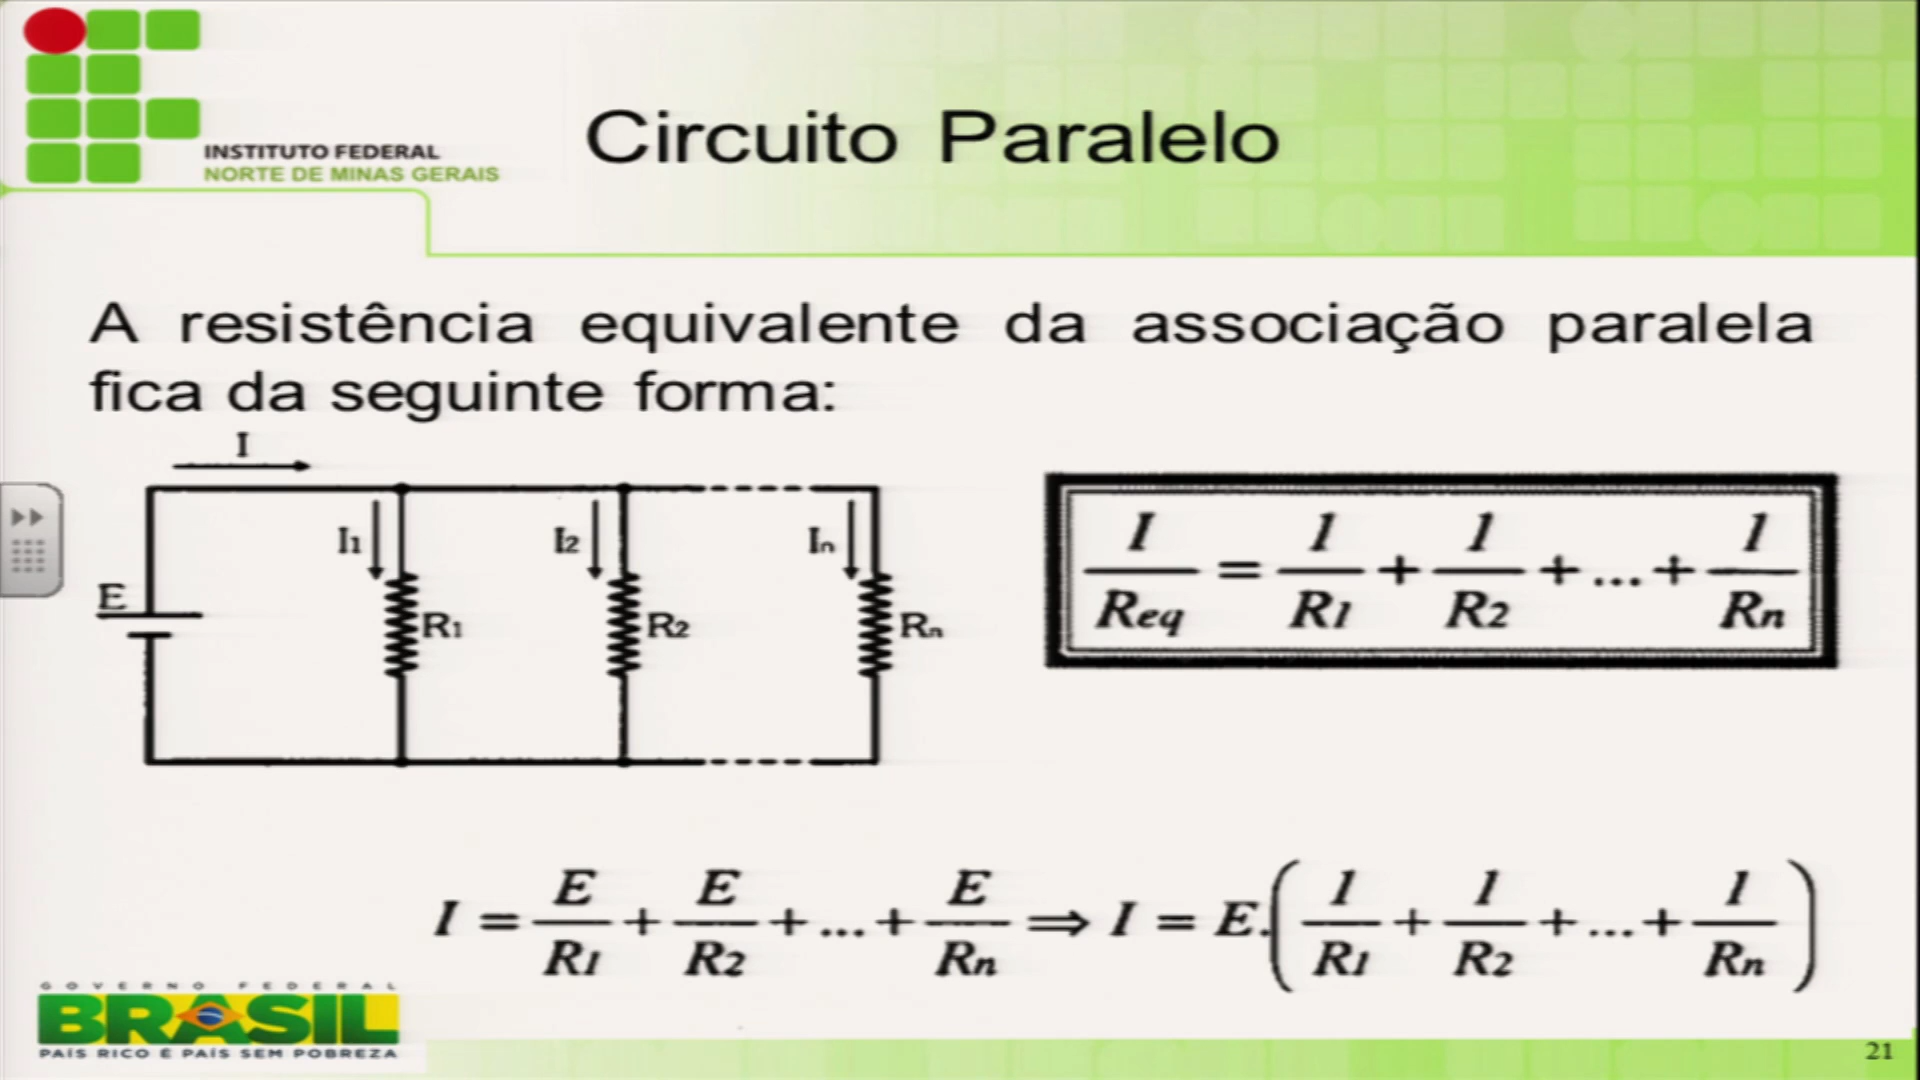 INSTITUTO FEDERAL
NORTE DE MINAS GERAIS
Circuito Paralelo
A resistência equivalente da associação paralela
fica da seguinte forma:
I
I1 I2 In
E
R1 R2 Rn
I/Req = 1/R1 + 1/R2 + ... + 1/Rn
I = E/R1 + E/R2 + ... + E/Rn ⇒ I = E.(1/R1 + 1/R2 + ... + 1/Rn)
GOVERNO FEDERAL
BRASIL
PAÍS RICO É PAÍS SEM POBREZA
21